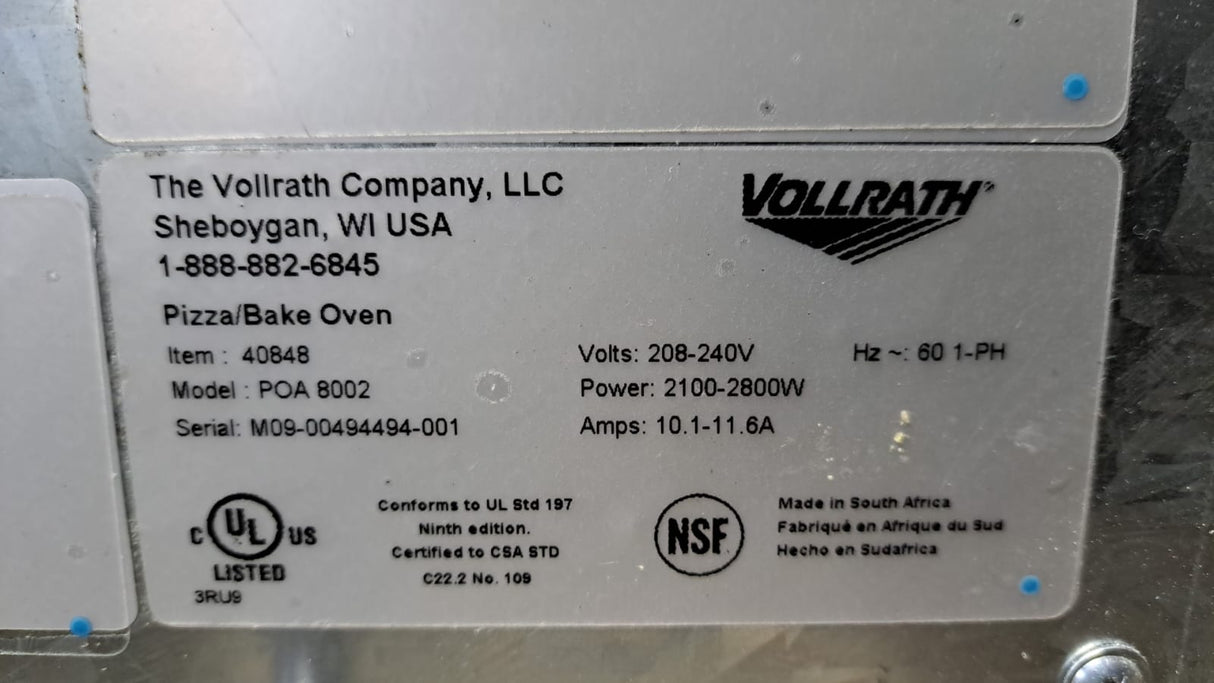 The Vollrath Company, LLC
Sheboygan, WI USA
1-888-882-6845
VOLLRATH®
Pizza/Bake Oven
Item : 40848
Model : POA 8002
Serial: M09-00494494-001
Volts: 208-240V
Hz ~: 60 1-PH
Power: 2100-2800W
Amps: 10.1-11.6A
C UL US
LISTED
3RU9
Conforms to UL Std 197
Ninth edition.
Certified to CSA STD
C22.2 No. 109
NSF
Made in South Africa
Fabriqué en Afrique du Sud
Hecho en Sudafrica